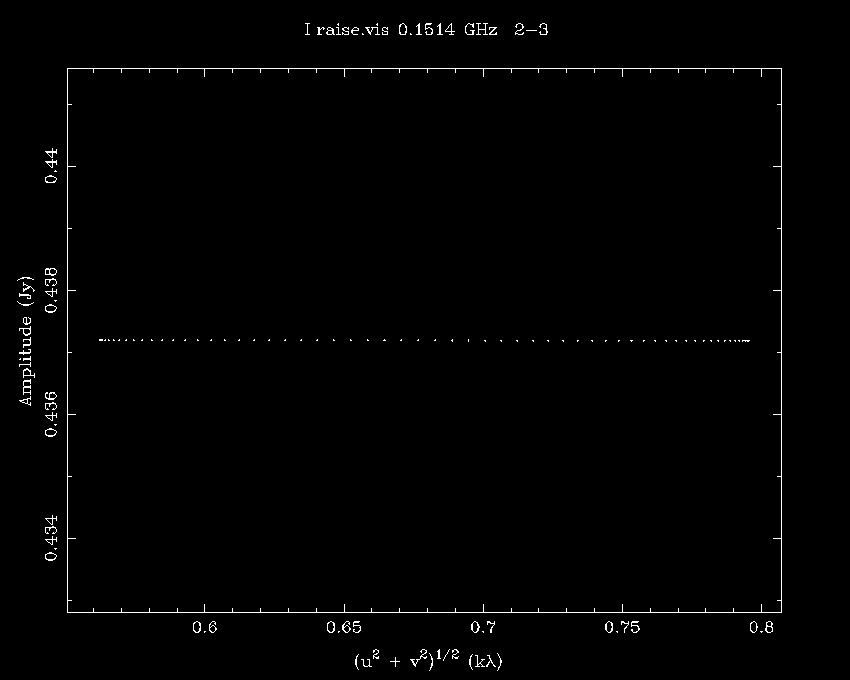 I raise.vis 0.1514 GHz 2−3
0.44
0.438
0.436
0.434
Amplitude (Jy)
0.6 0.65 0.7 0.75 0.8
(u² + v²)^1/2 (kλ)